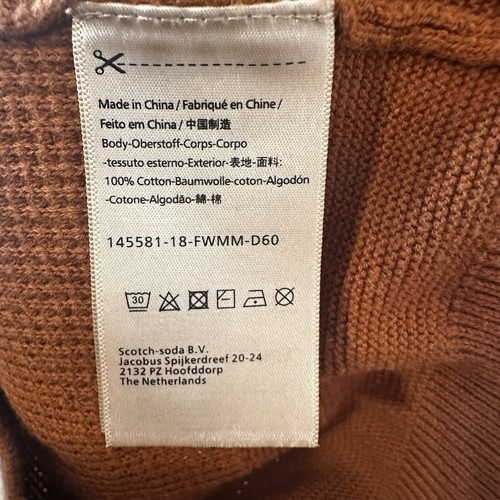 Made in China / Fabriqué en Chine /
Feito em China / 中国制造
Body-Oberstoff-Corps-Corpo
-tessuto esterno-Exterior-表地-面料:
100% Cotton-Baumwolle-coton-Algodón
-Cotone-Algodão-綿-棉
145581-18-FWMM-D60
30
Scotch-soda B.V.
Jacobus Spijkerdreef 20-24
2132 PZ Hoofddorp
The Netherlands